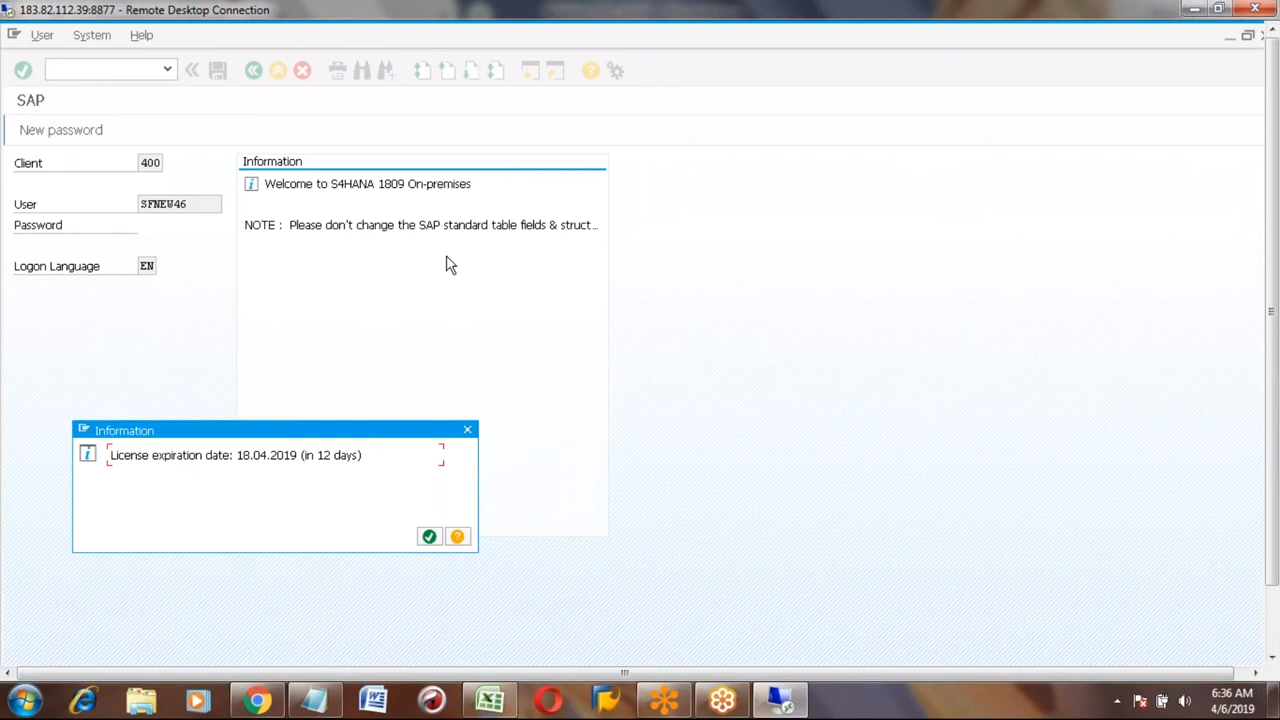 183.82.112.39:8877 - Remote Desktop Connection
User System Help
SAP
New password
Client 400
User SFNEW46
Password
Logon Language EN
Information
Welcome to S4HANA 1809 On-premises
NOTE : Please don't change the SAP standard table fields & struct...
Information
License expiration date: 18.04.2019 (in 12 days)
6:36 AM
4/6/2019